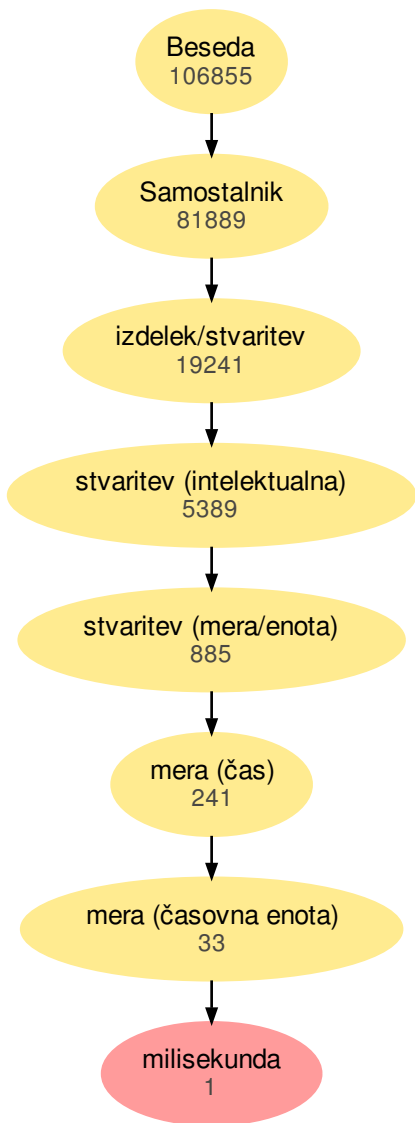 Beseda
106855
Samostalnik
81889
izdelek/stvaritev
19241
stvaritev (intelektualna)
5389
stvaritev (mera/enota)
885
mera (čas)
241
mera (časovna enota)
33
milisekunda
1